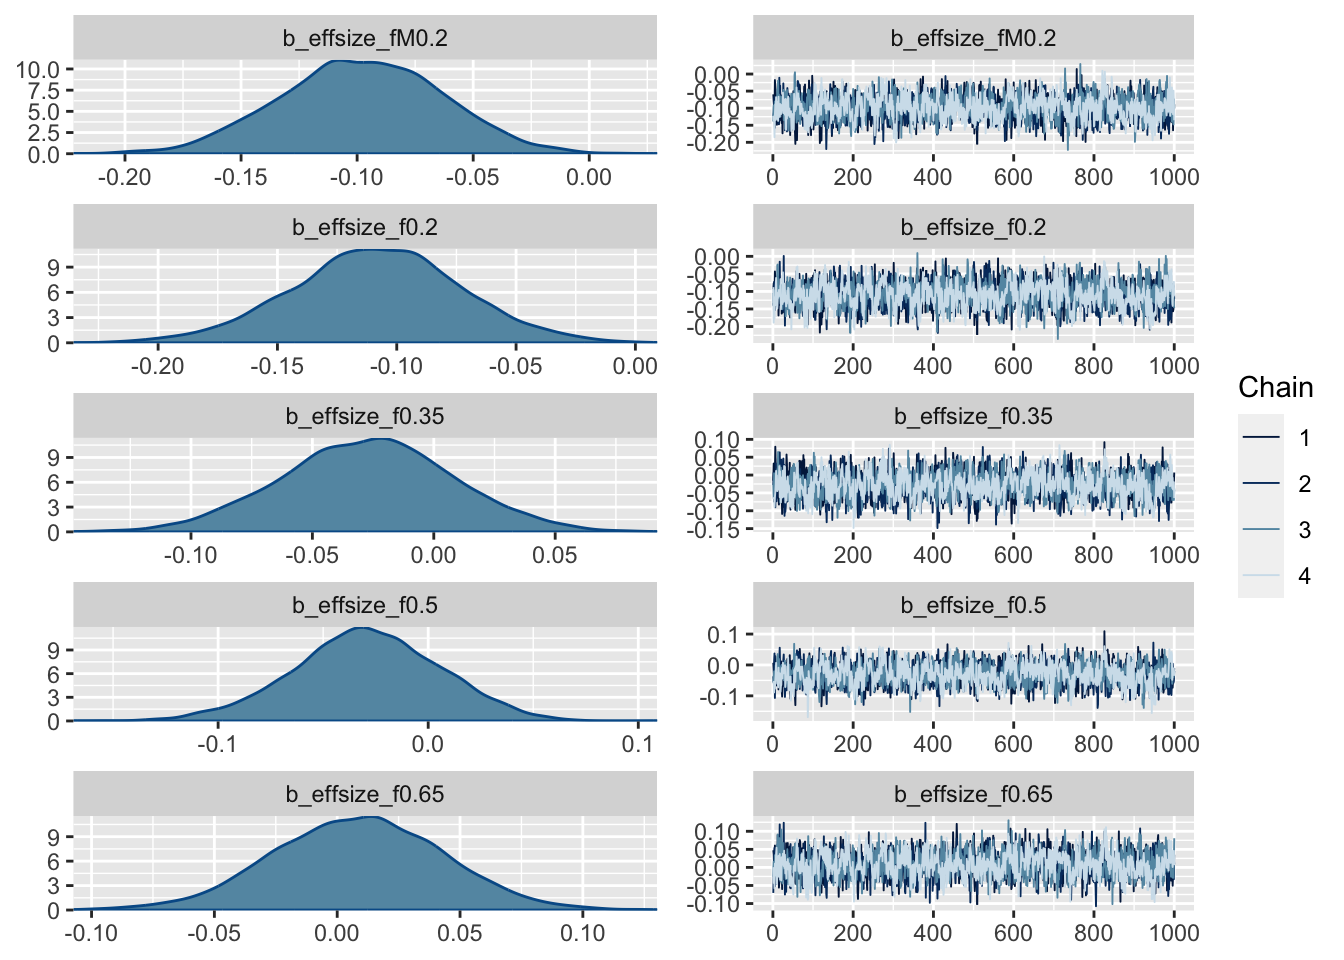 b_effsize_fM0.2
10.0
7.5
5.0
2.5
0.0
-0.20 -0.15 -0.10 -0.05 0.00
b_effsize_fM0.2
0.00
-0.05
-0.10
-0.15
-0.20
0 200 400 600 800 1000
b_effsize_f0.2
9
6
3
0
-0.20 -0.15 -0.10 -0.05 0.00
b_effsize_f0.2
0.00
-0.05
-0.10
-0.15
-0.20
0 200 400 600 800 1000
b_effsize_f0.35
9
6
3
0
-0.10 -0.05 0.00 0.05
b_effsize_f0.35
0.10
0.05
0.00
-0.05
-0.10
-0.15
0 200 400 600 800 1000
b_effsize_f0.5
9
6
3
0
-0.1 0.0 0.1
b_effsize_f0.5
0.1
0.0
-0.1
0 200 400 600 800 1000
b_effsize_f0.65
9
6
3
0
-0.10 -0.05 0.00 0.05 0.10
b_effsize_f0.65
0.10
0.05
0.00
-0.05
-0.10
0 200 400 600 800 1000
Chain
1
2
3
4